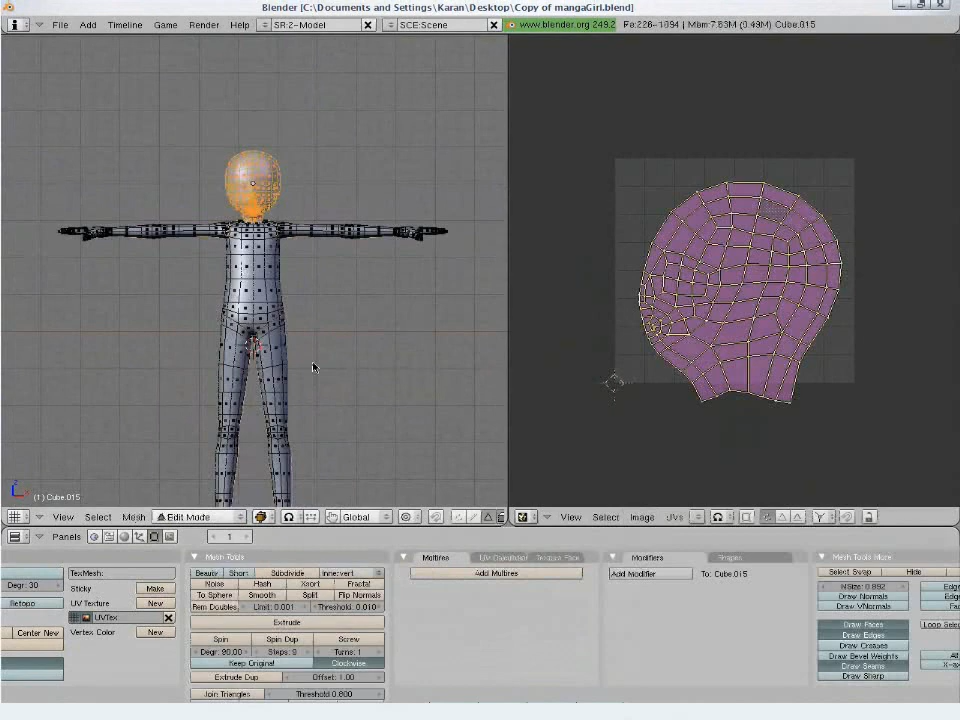 Blender [C:\Documents and Settings\Karan\Desktop\Copy of mangaGirl.blend]
File Add Timeline Game Render Help SR:2-Model SCE:Scene www.blender.org 249.2 Cube.015
(1) Cube.015
View Select Mesh Edit Mode Global View Select Image UVs
Panels 1
Mesh Tools Multires Modifiers Shapes Mesh Tools More
Degr: 30 TexMesh: Beauty Short Subdivide Innervert Add Multires Add Modifier To: Cube.015 Select Swap Hide
Sticky Make Noise Hash Xsort Fractal NSize: 0.992
Retopo UV Texture New To Sphere Smooth Split Flip Normals Draw Normals
Rem Doubles Limit: 0.001 Threshold: 0.010 Draw VNormals
UVTex Extrude Draw Faces
Center New Vertex Color New Spin Spin Dup Screw Draw Edges
Degr: 90.00 Steps: 9 Turns: 1 Draw Creases
Keep Original Clockwise Draw Bevel Weights
Extrude Dup Offset: 1.00 Draw Seams
Draw Sharp
Join Triangles Threshold 0.800